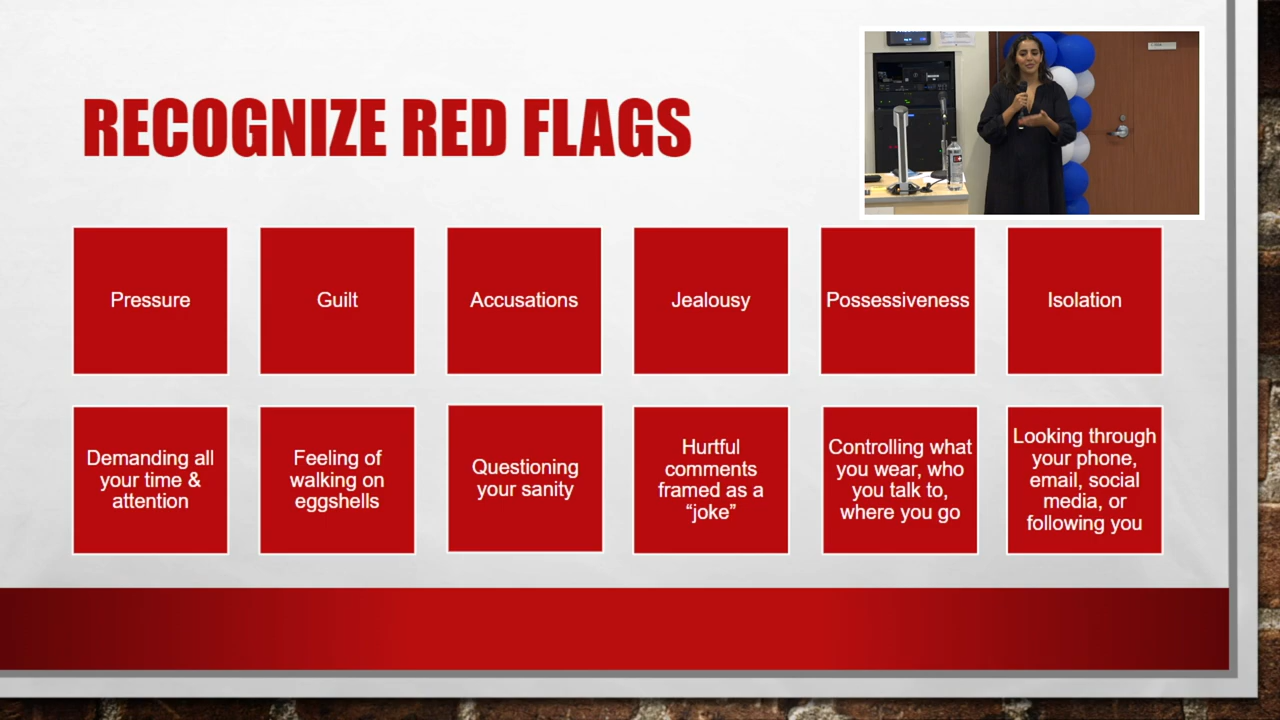 RECOGNIZE RED FLAGS
Pressure
Guilt
Accusations
Jealousy
Possessiveness
Isolation
Demanding all
your time &
attention
Feeling of
walking on
eggshells
Questioning
your sanity
Hurtful
comments
framed as a
“joke”
Controlling what
you wear, who
you talk to,
where you go
Looking through
your phone,
email, social
media, or
following you